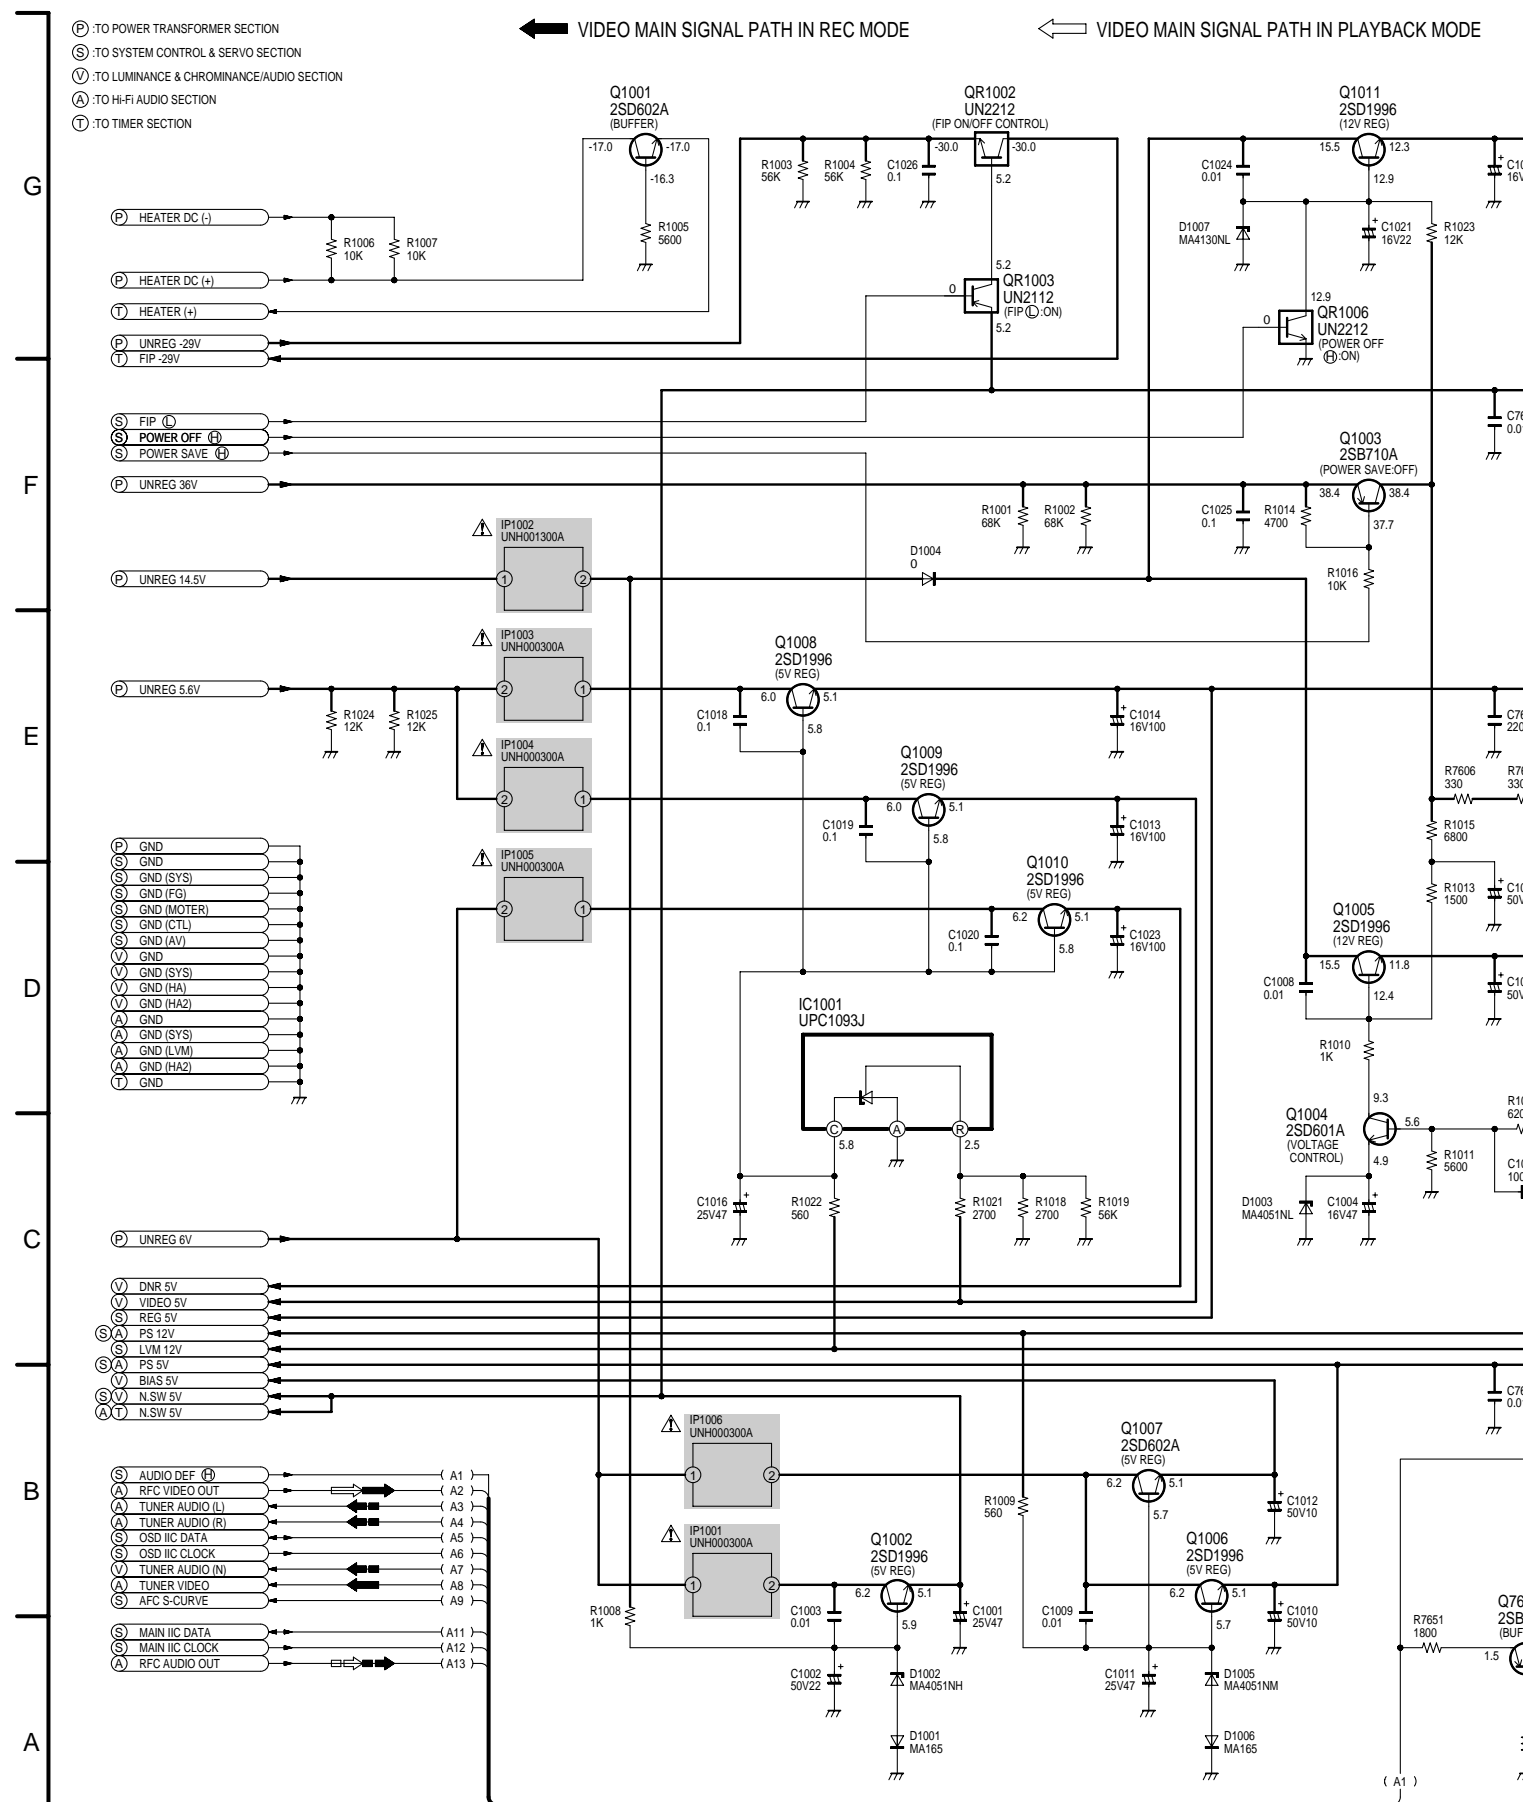 Ⓟ :TO POWER TRANSFORMER SECTION
Ⓢ :TO SYSTEM CONTROL & SERVO SECTION
Ⓥ :TO LUMINANCE & CHROMINANCE/AUDIO SECTION
Ⓐ :TO Hi-Fi AUDIO SECTION
Ⓣ :TO TIMER SECTION
VIDEO MAIN SIGNAL PATH IN REC MODE
VIDEO MAIN SIGNAL PATH IN PLAYBACK MODE
G
F
E
D
C
B
A
Q1001
2SD602A
(BUFFER)
-17.0
-17.0
-16.3
R1005
5600
QR1002
UN2212
(FIP ON/OFF CONTROL)
-30.0
-30.0
5.2
R1003
56K
R1004
56K
C1026
0.1
Q1011
2SD1996
(12V REG)
15.5
12.3
12.9
C1024
0.01
16V
D1007
MA4130NL
C1021
16V22
R1023
12K
Ⓟ HEATER DC (-)
R1006
10K
R1007
10K
Ⓟ HEATER DC (+)
Ⓣ HEATER (+)
Ⓟ UNREG -29V
Ⓣ FIP -29V
5.2
QR1003
UN2112
(FIP Ⓛ:ON)
0
5.2
12.9
QR1006
UN2212
(POWER OFF
Ⓗ:ON)
0
Ⓢ FIP Ⓛ
Ⓢ POWER OFF Ⓗ
Ⓢ POWER SAVE Ⓗ
Ⓟ UNREG 36V
Q1003
2SB710A
(POWER SAVE:OFF)
38.4
38.4
37.7
R1001
68K
R1002
68K
C1025
0.1
R1014
4700
R1016
10K
IP1002
UNH001300A
1
2
Ⓟ UNREG 14.5V
D1004
0
IP1003
UNH000300A
2
1
Ⓟ UNREG 5.6V
R1024
12K
R1025
12K
Q1008
2SD1996
(5V REG)
6.0
5.1
5.8
C1018
0.1
C1014
16V100
IP1004
UNH000300A
2
1
Q1009
2SD1996
(5V REG)
6.0
5.1
5.8
C1019
0.1
C1013
16V100
R7606
330
R1015
6800
R1013
1500
IP1005
UNH000300A
2
1
Q1010
2SD1996
(5V REG)
6.2
5.1
5.8
C1020
0.1
C1023
16V100
Q1005
2SD1996
(12V REG)
15.5
11.8
12.4
C1008
0.01
R1010
1K
Ⓟ GND
Ⓢ GND
Ⓢ GND (SYS)
Ⓢ GND (FG)
Ⓢ GND (MOTER)
Ⓢ GND (CTL)
Ⓢ GND (AV)
Ⓥ GND
Ⓥ GND (SYS)
Ⓥ GND (HA)
Ⓥ GND (HA2)
Ⓐ GND
Ⓐ GND (SYS)
Ⓐ GND (LVM)
Ⓐ GND (HA2)
Ⓣ GND
IC1001
UPC1093J
C
A
R
5.8
2.5
C1016
25V47
R1022
560
R1021
2700
R1018
2700
R1019
56K
9.3
Q1004
2SD601A
(VOLTAGE
CONTROL)
5.6
4.9
R1011
5600
D1003
MA4051NL
C1004
16V47
Ⓟ UNREG 6V
Ⓥ DNR 5V
Ⓥ VIDEO 5V
Ⓢ REG 5V
ⓈⒶ PS 12V
Ⓢ LVM 12V
ⓈⒶ PS 5V
Ⓥ BIAS 5V
ⓈⓋ N.SW 5V
ⒶⓉ N.SW 5V
IP1006
UNH000300A
1
2
Q1007
2SD602A
(5V REG)
6.2
5.1
5.7
R1009
560
C1012
50V10
IP1001
UNH000300A
1
2
Q1002
2SD1996
(5V REG)
6.2
5.1
5.9
Q1006
2SD1996
(5V REG)
6.2
5.1
5.7
R1008
1K
C1003
0.01
C1001
25V47
C1009
0.01
C1010
50V10
C1002
50V22
D1002
MA4051NH
C1011
25V47
D1005
MA4051NM
D1001
MA165
D1006
MA165
Ⓢ AUDIO DEF Ⓗ (A1)
Ⓐ RFC VIDEO OUT (A2)
Ⓐ TUNER AUDIO (L) (A3)
Ⓐ TUNER AUDIO (R) (A4)
Ⓢ OSD IIC DATA (A5)
Ⓢ OSD IIC CLOCK (A6)
Ⓥ TUNER AUDIO (N) (A7)
Ⓐ TUNER VIDEO (A8)
Ⓢ AFC S-CURVE (A9)
Ⓢ MAIN IIC DATA (A11)
Ⓢ MAIN IIC CLOCK (A12)
Ⓐ RFC AUDIO OUT (A13)
R7651
1800
1.5
(A1)